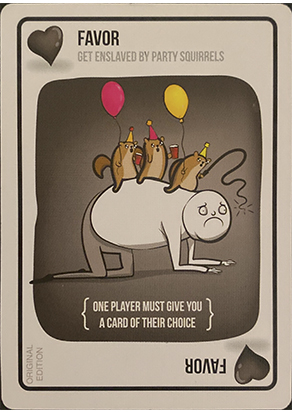 FAVOR
GET ENSLAVED BY PARTY SQUIRRELS
{ ONE PLAYER MUST GIVE YOU
A CARD OF THEIR CHOICE }
ORIGINAL
EDITION
FAVOR